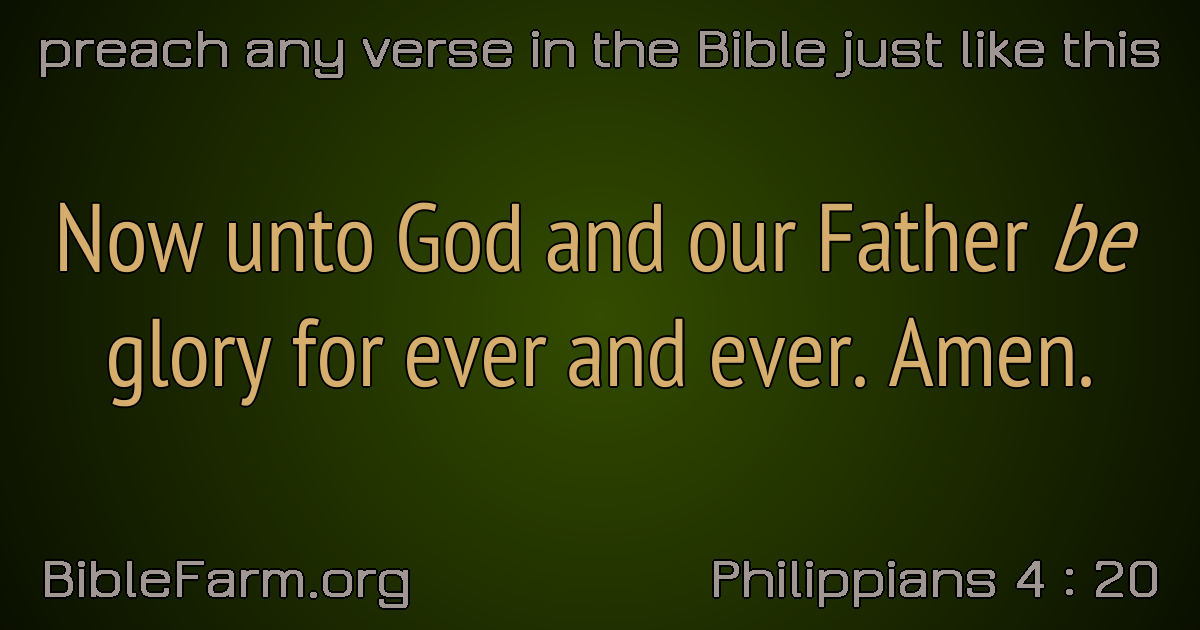 preach any verse in the Bible just like this
Now unto God and our Father be
glory for ever and ever. Amen.
BibleFarm.org
Philippians 4 : 20